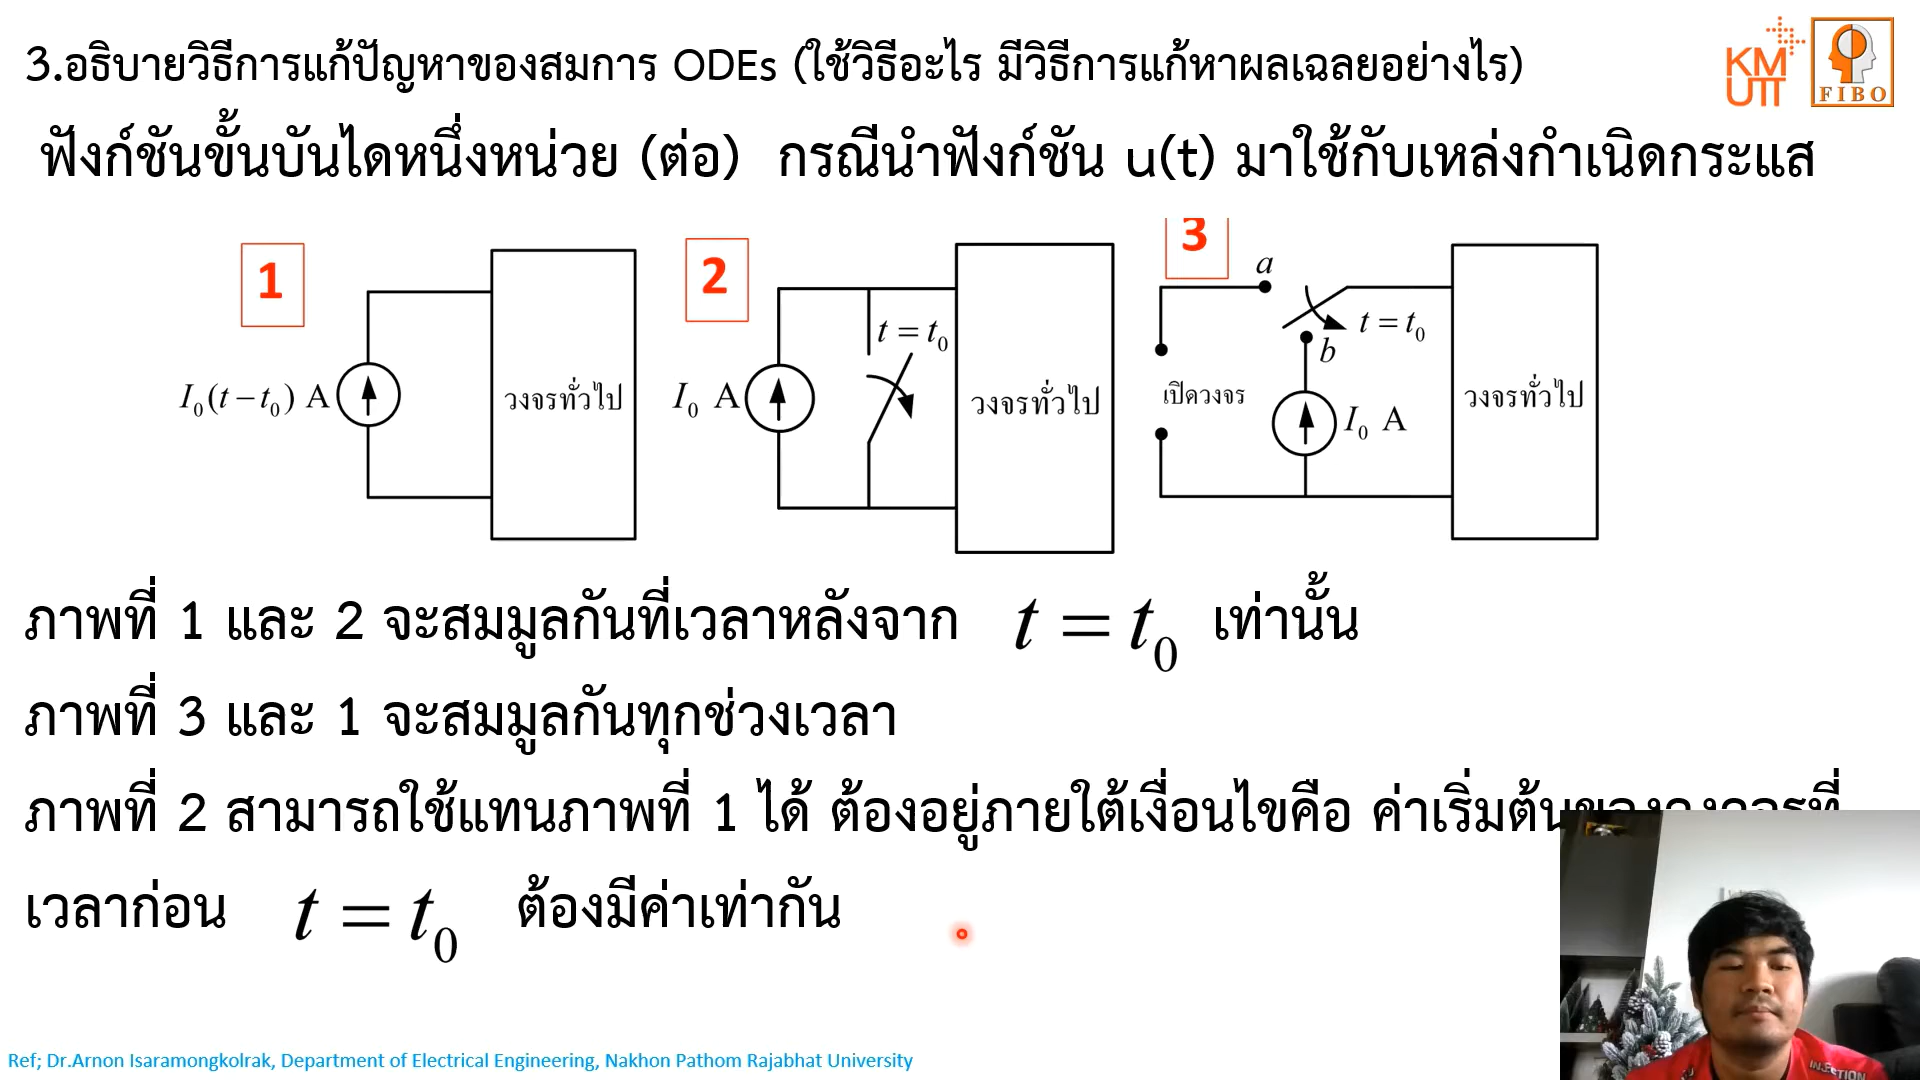 3.อธิบายวิธีการแก้ปัญหาของสมการ ODEs (ใช้วิธีอะไร มีวิธีการแก้หาผลเฉลยอย่างไร)
KM
UTT
FIBO
ฟังก์ชันขั้นบันไดหนึ่งหน่วย (ต่อ) กรณีนำฟังก์ชัน u(t) มาใช้กับเหล่งกำเนิดกระแส
1
I₀(t − t₀) A
วงจรทั่วไป
2
t = t₀
I₀ A
วงจรทั่วไป
3
a
t = t₀
b
เปิดวงจร
I₀ A
วงจรทั่วไป
ภาพที่ 1 และ 2 จะสมมูลกันที่เวลาหลังจาก t = t₀ เท่านั้น
ภาพที่ 3 และ 1 จะสมมูลกันทุกช่วงเวลา
ภาพที่ 2 สามารถใช้แทนภาพที่ 1 ได้ ต้องอยู่ภายใต้เงื่อนไขคือ ค่าเริ่มต้นของวงจรที่
เวลาก่อน t = t₀ ต้องมีค่าเท่ากัน
Ref; Dr.Arnon Isaramongkolrak, Department of Electrical Engineering, Nakhon Pathom Rajabhat University